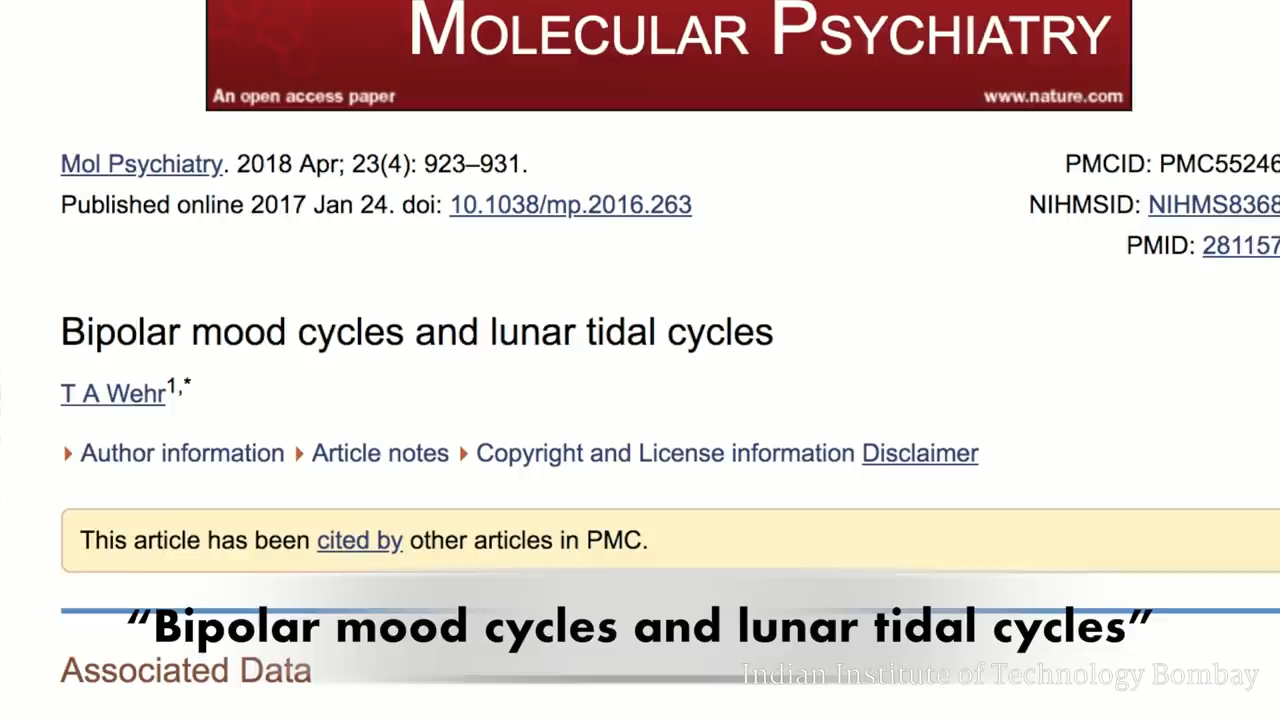 MOLECULAR PSYCHIATRY
An open access paper
www.nature.com
Mol Psychiatry. 2018 Apr; 23(4): 923–931.
PMCID: PMC55246
Published online 2017 Jan 24. doi: 10.1038/mp.2016.263
NIHMSID: NIHMS8368
PMID: 281157
Bipolar mood cycles and lunar tidal cycles
T A Wehr1,*
Author information Article notes Copyright and License information Disclaimer
This article has been cited by other articles in PMC.
“Bipolar mood cycles and lunar tidal cycles”
Associated Data
Indian Institute of Technology Bombay